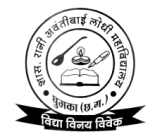 शास. रानी अवंतीबाई लोधी महाविद्यालय
घुमका (छ.ग.)
विद्या विनय विवेक